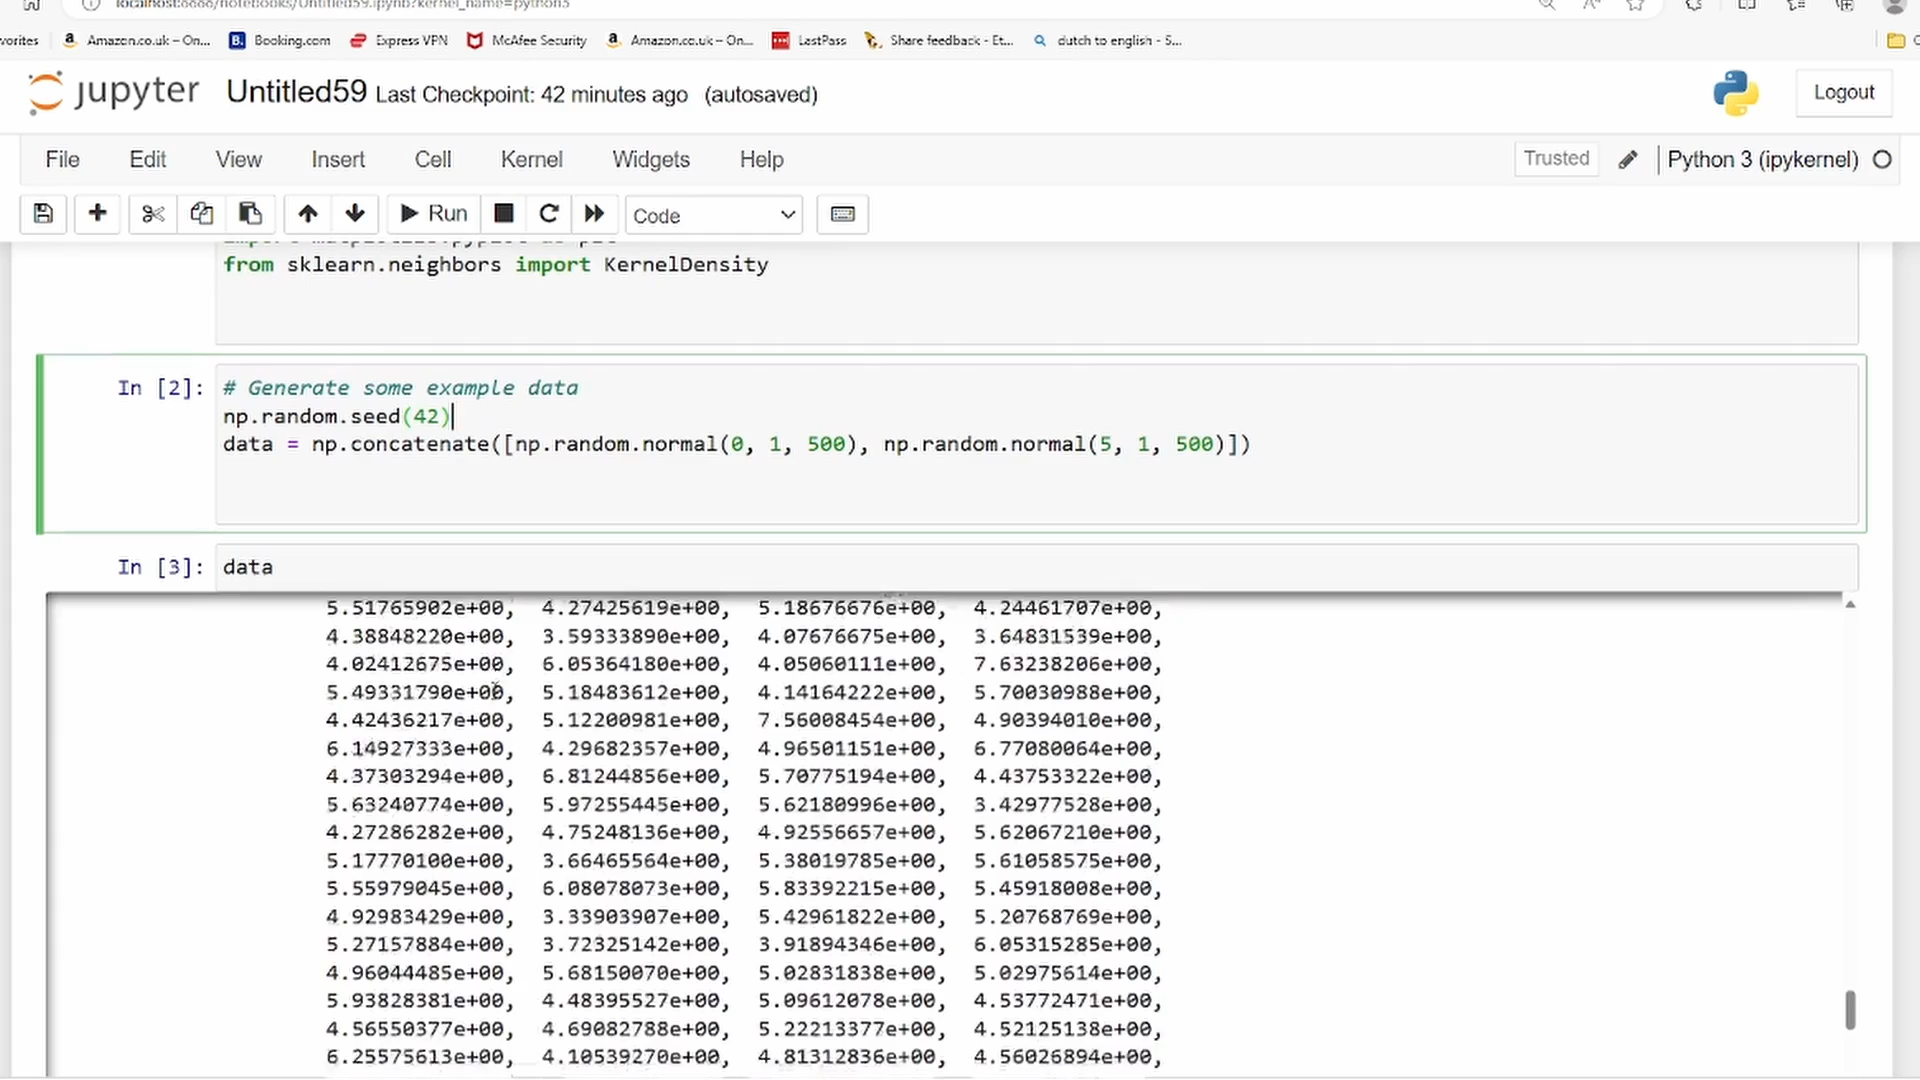 localhost:8888/notebooks/Untitled59.ipynb?kernel_name=python3
vorites Amazon.co.uk – On... Booking.com Express VPN McAfee Security Amazon.co.uk – On... LastPass Share feedback - Et... dutch to english - S...
jupyter Untitled59 Last Checkpoint: 42 minutes ago (autosaved) Logout
File Edit View Insert Cell Kernel Widgets Help Trusted Python 3 (ipykernel)
Run Code
import matplotlib.pyplot as plt
from sklearn.neighbors import KernelDensity
In [2]: # Generate some example data
np.random.seed(42)
data = np.concatenate([np.random.normal(0, 1, 500), np.random.normal(5, 1, 500)])
In [3]: data
5.51765902e+00, 4.27425619e+00, 5.18676676e+00, 4.24461707e+00,
4.38848220e+00, 3.59333890e+00, 4.07676675e+00, 3.64831539e+00,
4.02412675e+00, 6.05364180e+00, 4.05060111e+00, 7.63238206e+00,
5.49331790e+00, 5.18483612e+00, 4.14164222e+00, 5.70030988e+00,
4.42436217e+00, 5.12200981e+00, 7.56008454e+00, 4.90394010e+00,
6.14927333e+00, 4.29682357e+00, 4.96501151e+00, 6.77080064e+00,
4.37303294e+00, 6.81244856e+00, 5.70775194e+00, 4.43753322e+00,
5.63240774e+00, 5.97255445e+00, 5.62180996e+00, 3.42977528e+00,
4.27286282e+00, 4.75248136e+00, 4.92556657e+00, 5.62067210e+00,
5.17770100e+00, 3.66465564e+00, 5.38019785e+00, 5.61058575e+00,
5.55979045e+00, 6.08078073e+00, 5.83392215e+00, 5.45918008e+00,
4.92983429e+00, 3.33903907e+00, 5.42961822e+00, 5.20768769e+00,
5.27157884e+00, 3.72325142e+00, 3.91894346e+00, 6.05315285e+00,
4.96044485e+00, 5.68150070e+00, 5.02831838e+00, 5.02975614e+00,
5.93828381e+00, 4.48395527e+00, 5.09612078e+00, 4.53772471e+00,
4.56550377e+00, 4.69082788e+00, 5.22213377e+00, 4.52125138e+00,
6.25575613e+00, 4.10539270e+00, 4.81312836e+00, 4.56026894e+00,